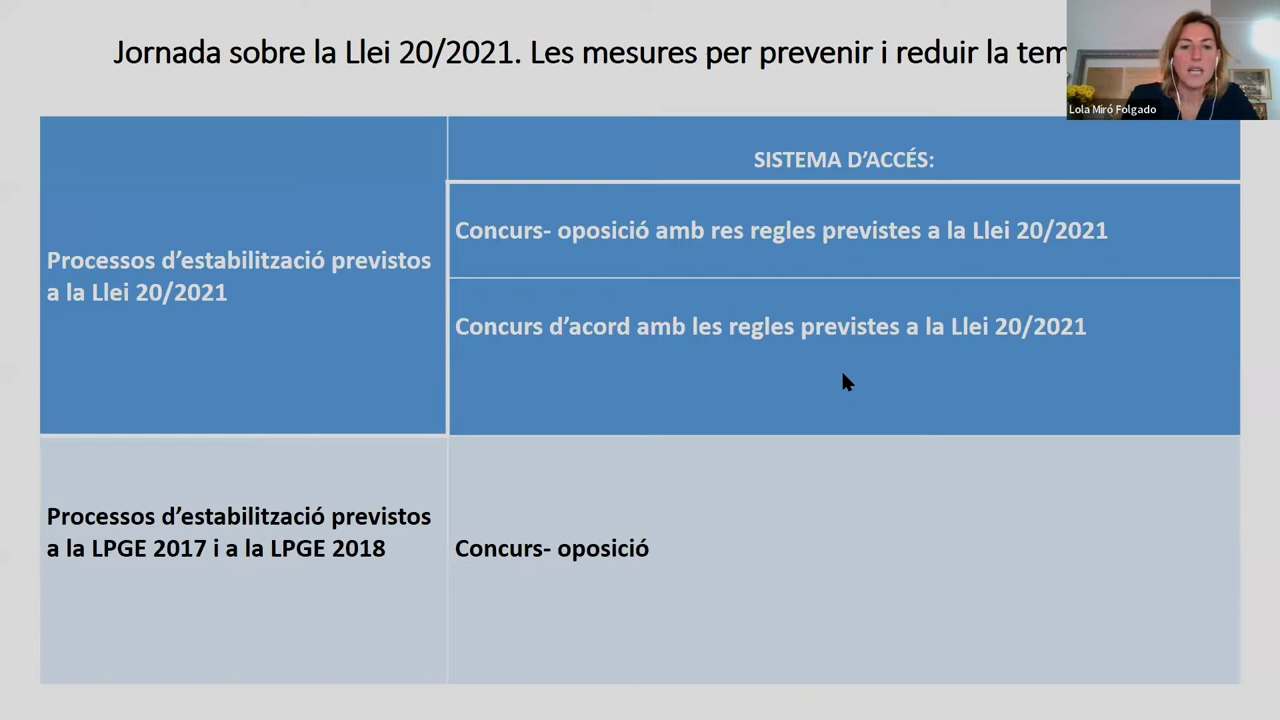 Jornada sobre la Llei 20/2021. Les mesures per prevenir i reduir la tem
Lola Miró Folgado
SISTEMA D'ACCÉS:
Processos d'estabilització previstos
a la Llei 20/2021
Concurs- oposició amb res regles previstes a la Llei 20/2021
Concurs d'acord amb les regles previstes a la Llei 20/2021
Processos d'estabilització previstos
a la LPGE 2017 i a la LPGE 2018
Concurs- oposició